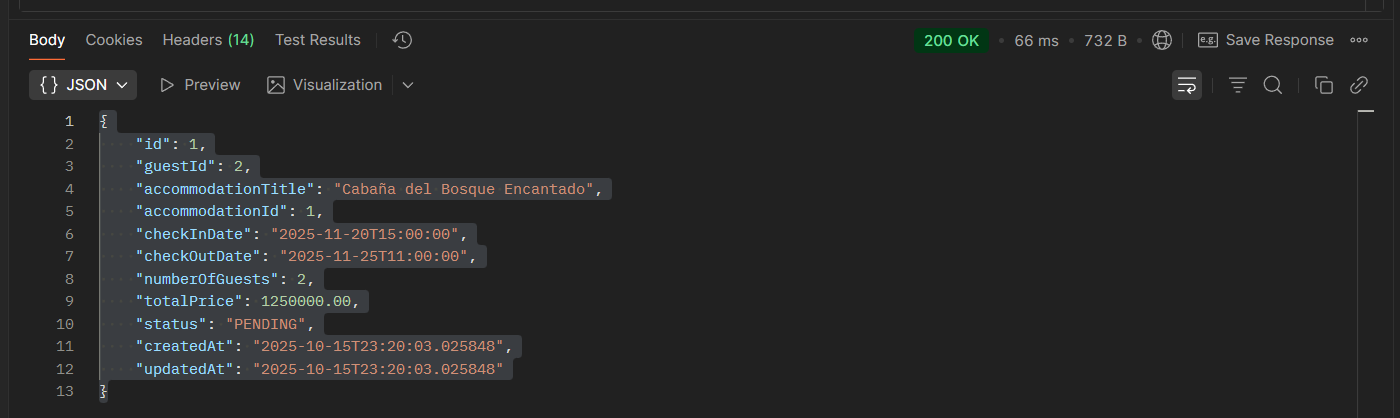 Body Cookies Headers (14) Test Results 200 OK • 66 ms • 732 B e.g. Save Response
{} JSON Preview Visualization
1 {
2 "id": 1,
3 "guestId": 2,
4 "accommodationTitle": "Cabaña del Bosque Encantado",
5 "accommodationId": 1,
6 "checkInDate": "2025-11-20T15:00:00",
7 "checkOutDate": "2025-11-25T11:00:00",
8 "numberOfGuests": 2,
9 "totalPrice": 1250000.00,
10 "status": "PENDING",
11 "createdAt": "2025-10-15T23:20:03.025848",
12 "updatedAt": "2025-10-15T23:20:03.025848"
13 }